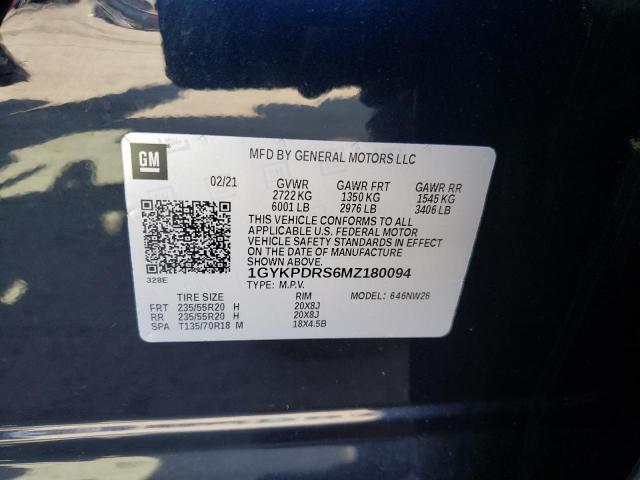 GM
MFD BY GENERAL MOTORS LLC
02/21 GVWR GAWR FRT GAWR RR
2722 KG 1350 KG 1545 KG
6001 LB 2976 LB 3406 LB
THIS VEHICLE CONFORMS TO ALL
APPLICABLE U.S. FEDERAL MOTOR
VEHICLE SAFETY STANDARDS IN EFFECT
ON THE DATE OF MANUFACTURE
SHOWN ABOVE.
1GYKPDRS6MZ180094
328E TYPE: M.P.V.
TIRE SIZE RIM MODEL: 646NW26
FRT 235/55R20 H 20X8J
RR 235/55R20 H 20X8J
SPA T135/70R18 M 18X4.5B